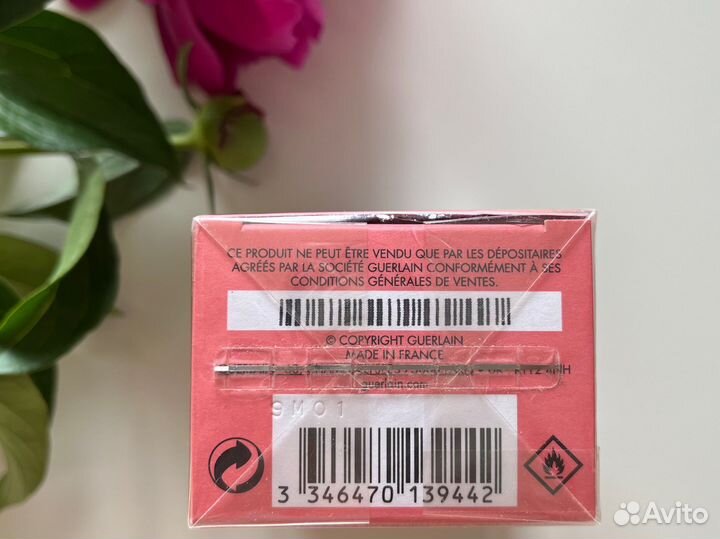 CE PRODUIT NE PEUT ÊTRE VENDU QUE PAR LES DÉPOSITAIRES
AGRÉÉS PAR LA SOCIÉTÉ GUERLAIN CONFORMÉMENT À SES
CONDITIONS GÉNÉRALES DE VENTES.
© COPYRIGHT GUERLAIN
MADE IN FRANCE
guerlain.com
9M01
3 346470 139442
Avito